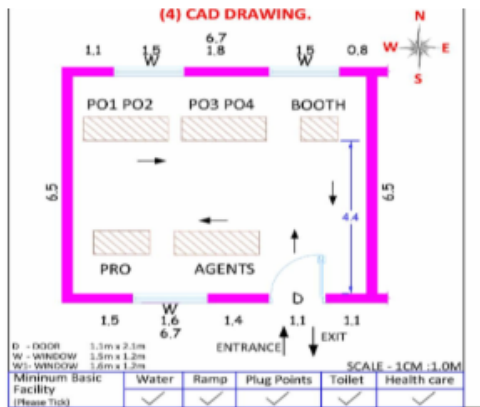 (4) CAD DRAWING.
N
W E
S
6.7
1.1 1.5 1.8 1.5 0.8
W W
PO1 PO2 PO3 PO4 BOOTH
6.5 6.5
4.4
PRO AGENTS
D
W
1.5 1.6 1.4 1.1 1.1
6.7
ENTRANCE EXIT
D - DOOR 1.1m x 2.1m
W - WINDOW 1.5m x 1.2m
W1- WINDOW 1.6m x 1.2m
SCALE - 1CM :1.0M
Mininum Basic Facility (Please Tick) Water Ramp Plug Points Toilet Health care